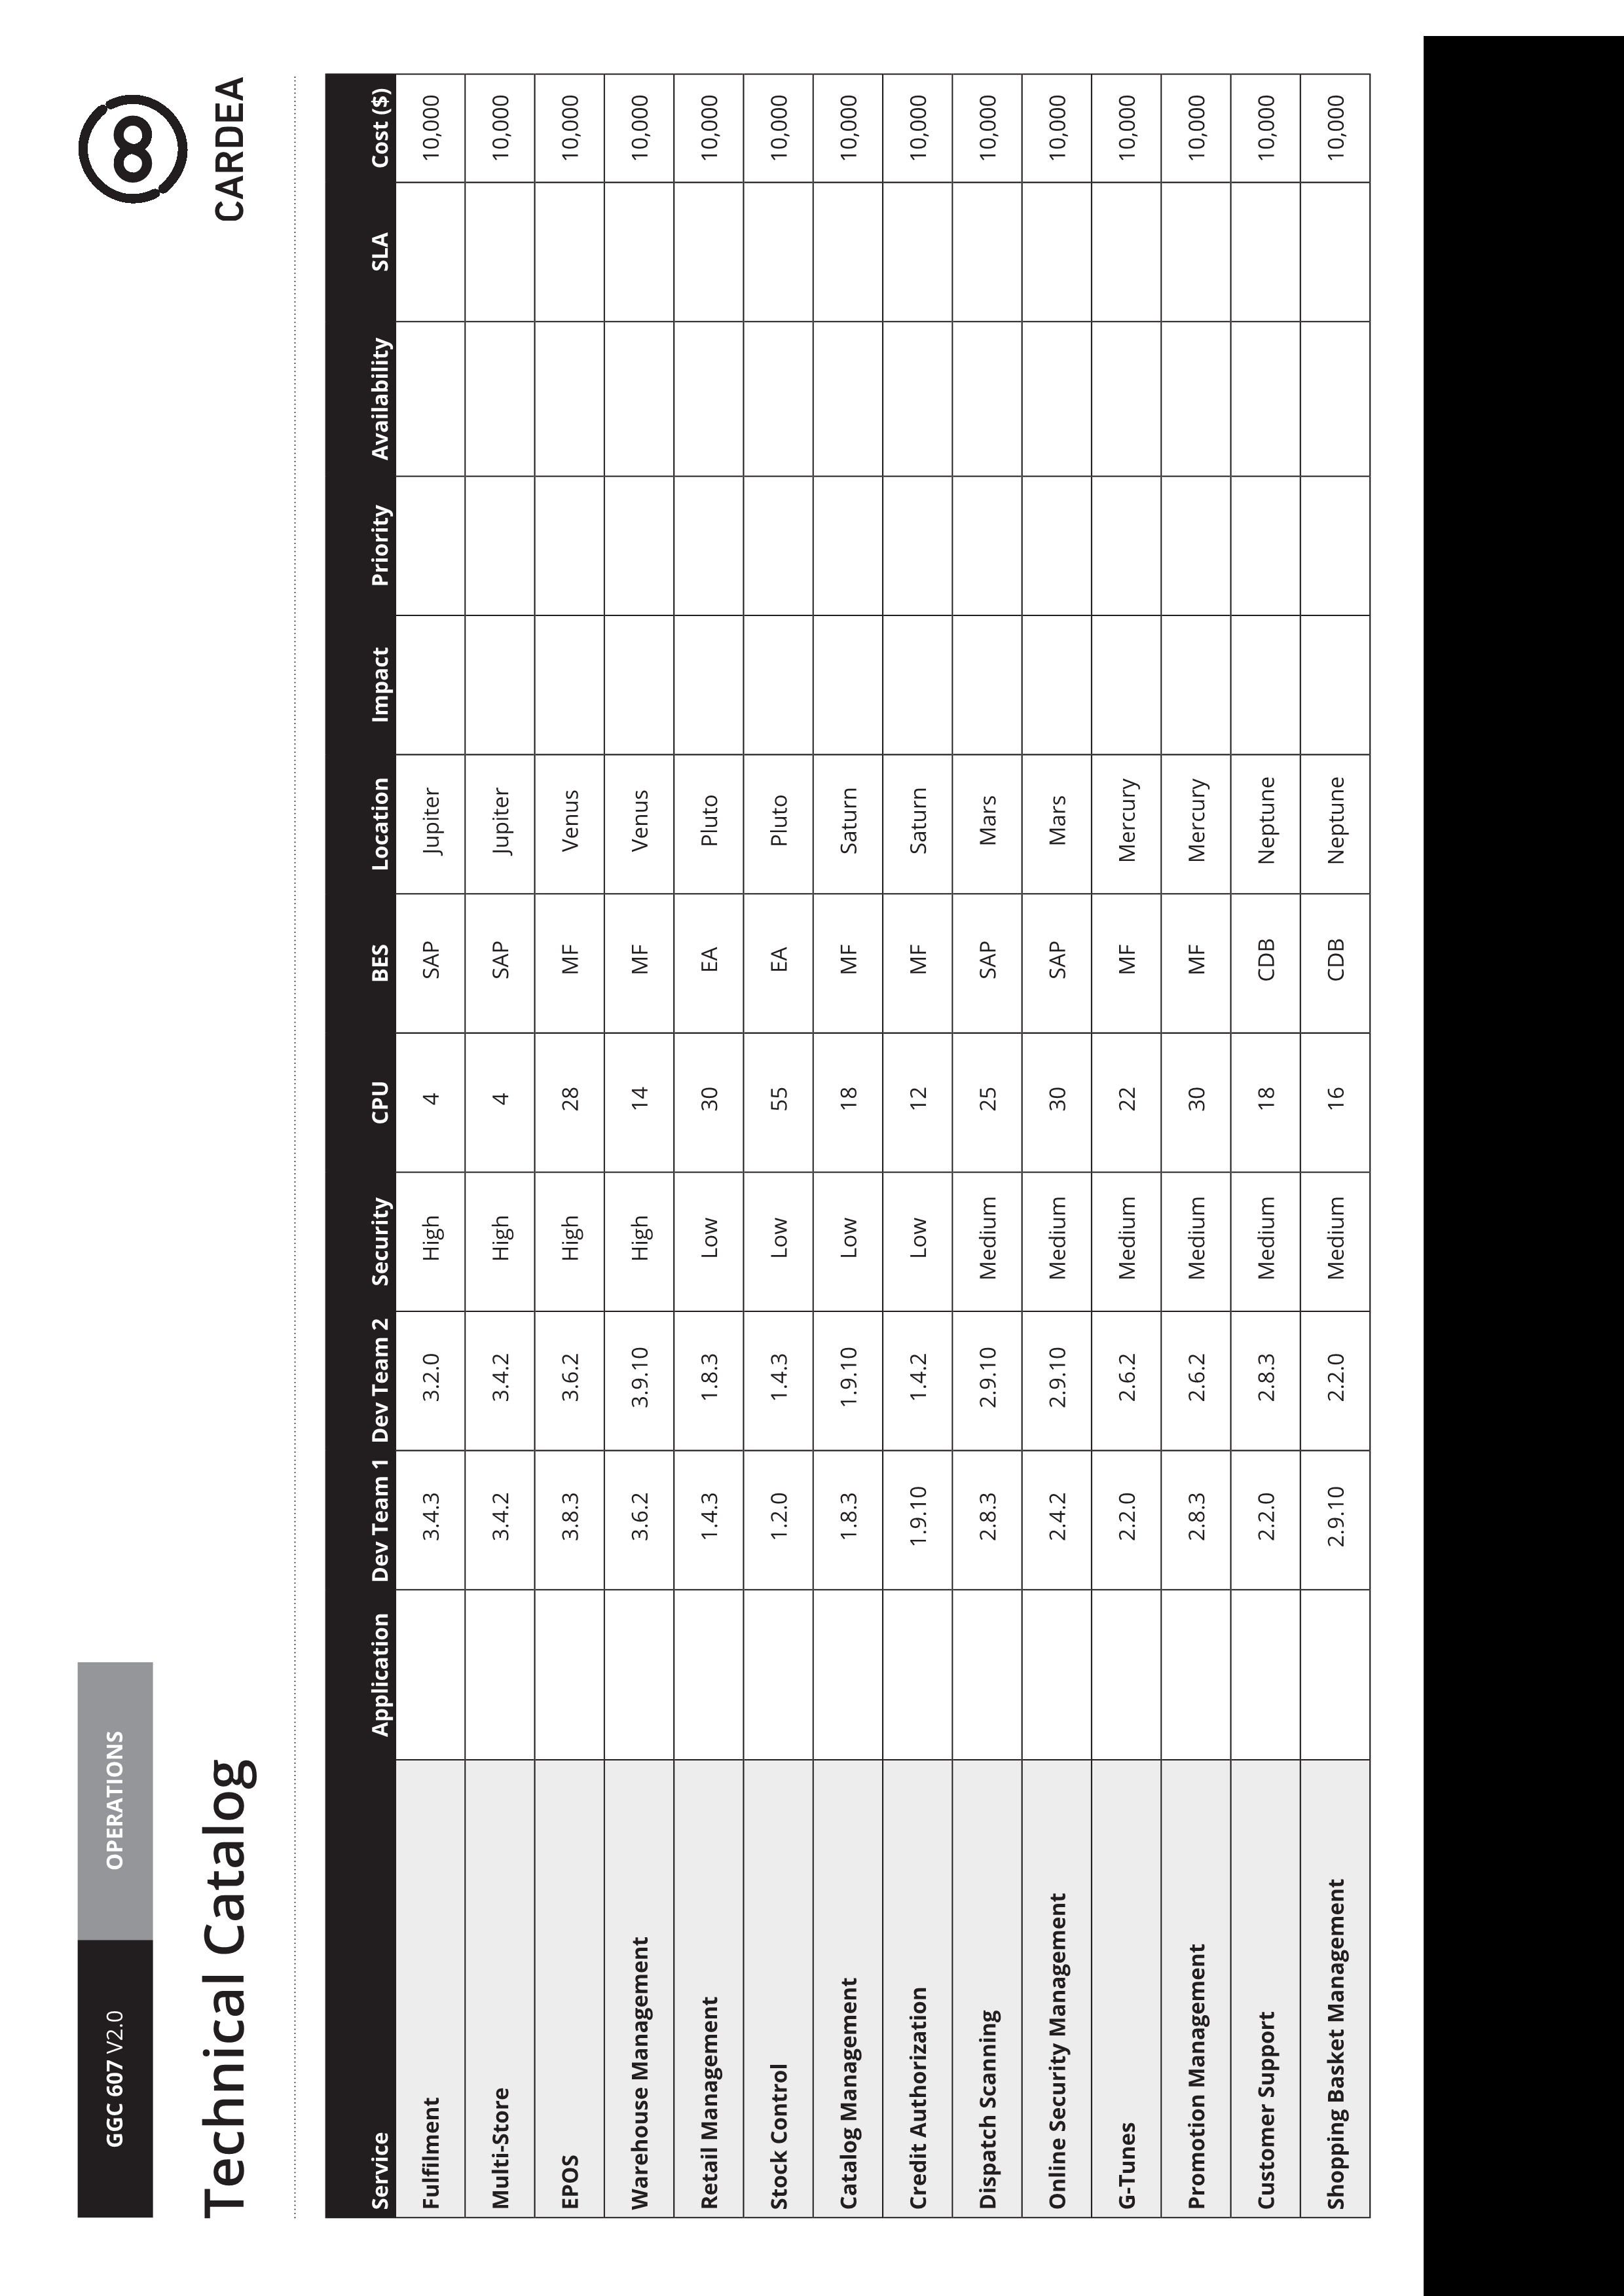 GGC 607 V2.0 OPERATIONS
CARDEA
Technical Catalog
Service Application Dev Team 1 Dev Team 2 Security CPU BES Location Impact Priority Availability SLA Cost ($)
Fulfilment 3.4.3 3.2.0 High 4 SAP Jupiter 10,000
Multi-Store 3.4.2 3.4.2 High 4 SAP Jupiter 10,000
EPOS 3.8.3 3.6.2 High 28 MF Venus 10,000
Warehouse Management 3.6.2 3.9.10 High 14 MF Venus 10,000
Retail Management 1.4.3 1.8.3 Low 30 EA Pluto 10,000
Stock Control 1.2.0 1.4.3 Low 55 EA Pluto 10,000
Catalog Management 1.8.3 1.9.10 Low 18 MF Saturn 10,000
Credit Authorization 1.9.10 1.4.2 Low 12 MF Saturn 10,000
Dispatch Scanning 2.8.3 2.9.10 Medium 25 SAP Mars 10,000
Online Security Management 2.4.2 2.9.10 Medium 30 SAP Mars 10,000
G-Tunes 2.2.0 2.6.2 Medium 22 MF Mercury 10,000
Promotion Management 2.8.3 2.6.2 Medium 30 MF Mercury 10,000
Customer Support 2.2.0 2.8.3 Medium 18 CDB Neptune 10,000
Shopping Basket Management 2.9.10 2.2.0 Medium 16 CDB Neptune 10,000